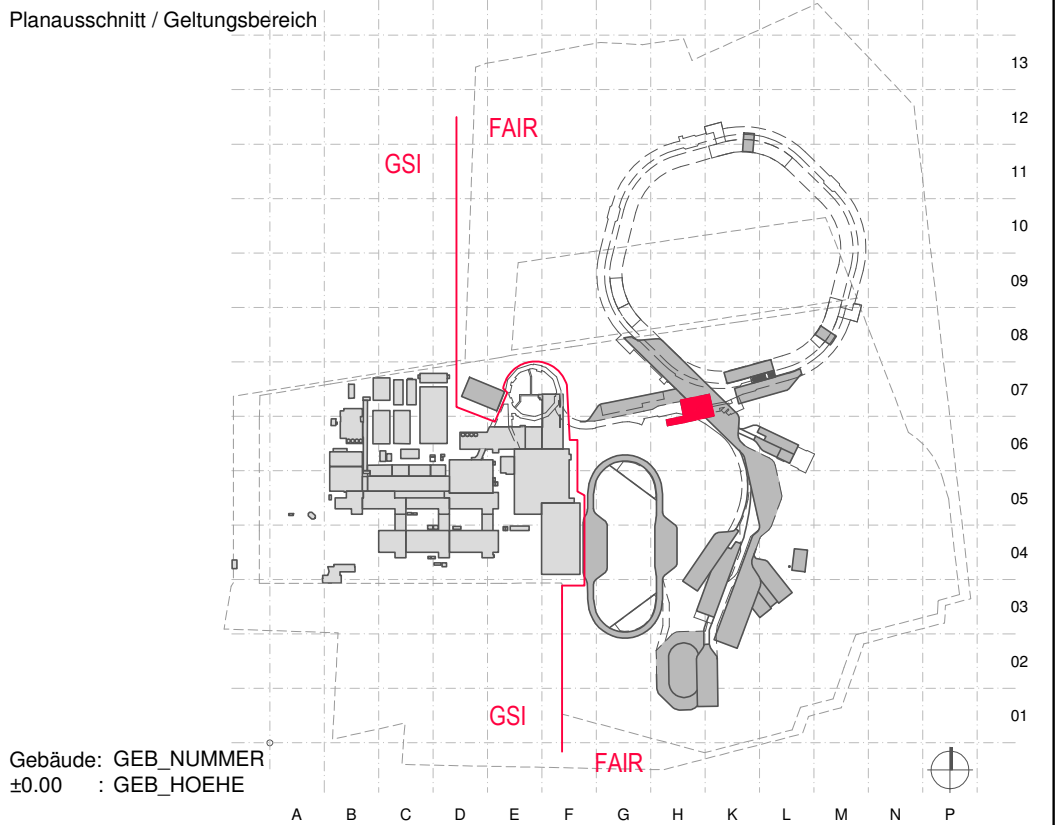 Planausschnitt / Geltungsbereich
13
12
FAIR
GSI
11
10
09
08
07
06
05
04
03
02
GSI
01
Gebäude: GEB_NUMMER
FAIR
±0.00 : GEB_HOEHE
A B C D E F G H K L M N P